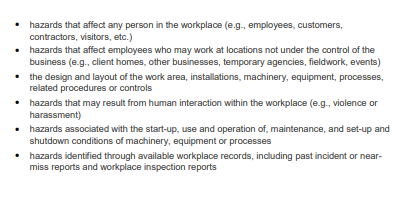 • hazards that affect any person in the workplace (e.g., employees, customers,
contractors, visitors, etc.)
• hazards that affect employees who may work at locations not under the control of the
business (e.g., client homes, other businesses, temporary agencies, fieldwork, events)
• the design and layout of the work area, installations, machinery, equipment, processes,
related procedures or controls
• hazards that may result from human interaction within the workplace (e.g., violence or
harassment)
• hazards associated with the start-up, use and operation of, maintenance, and set-up and
shutdown conditions of machinery, equipment or processes
• hazards identified through available workplace records, including past incident or near-
miss reports and workplace inspection reports